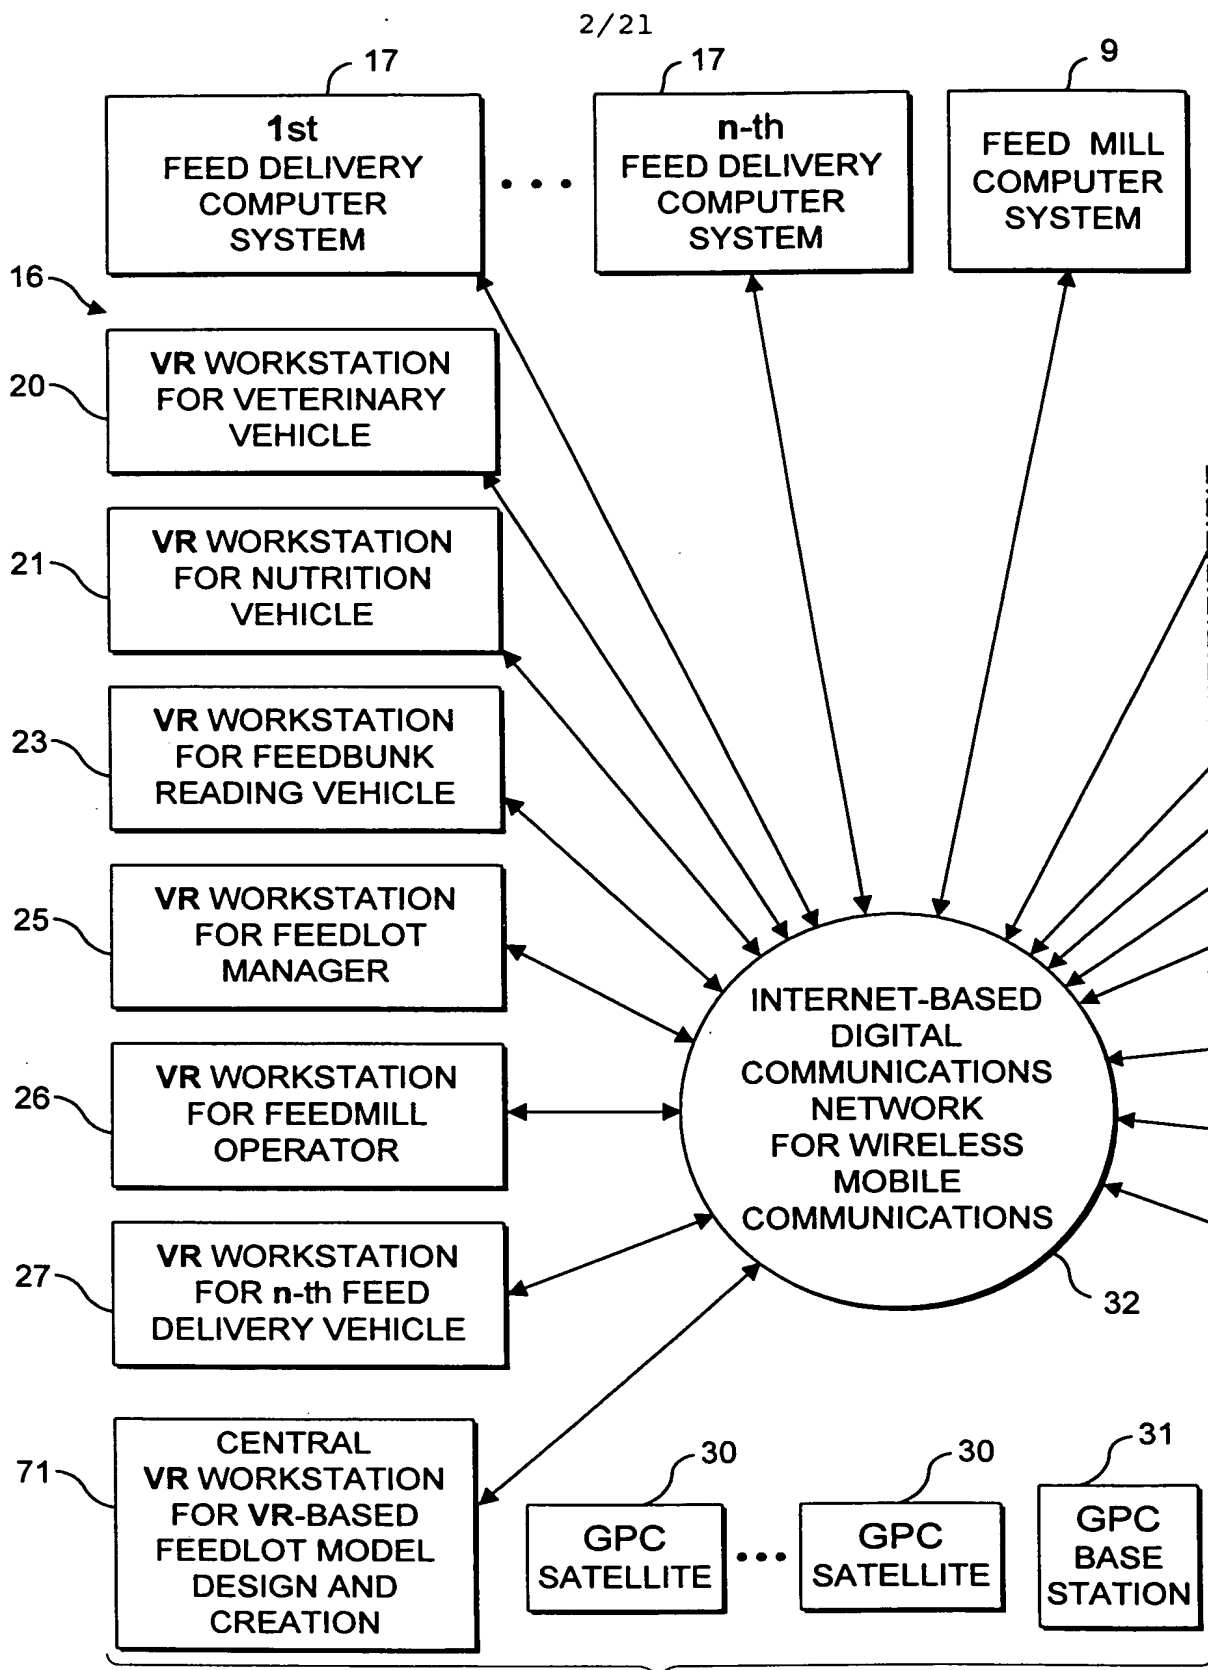 2/21
17
17
9
1st
FEED DELIVERY
COMPUTER
SYSTEM
n-th
FEED DELIVERY
COMPUTER
SYSTEM
FEED MILL
COMPUTER
SYSTEM
16
20
VR WORKSTATION
FOR VETERINARY
VEHICLE
21
VR WORKSTATION
FOR NUTRITION
VEHICLE
23
VR WORKSTATION
FOR FEEDBUNK
READING VEHICLE
25
VR WORKSTATION
FOR FEEDLOT
MANAGER
26
VR WORKSTATION
FOR FEEDMILL
OPERATOR
27
VR WORKSTATION
FOR n-th FEED
DELIVERY VEHICLE
INTERNET-BASED
DIGITAL
COMMUNICATIONS
NETWORK
FOR WIRELESS
MOBILE
COMMUNICATIONS
32
71
CENTRAL
VR WORKSTATION
FOR VR-BASED
FEEDLOT MODEL
DESIGN AND
CREATION
30
GPC
SATELLITE
30
GPC
SATELLITE
31
GPC
BASE
STATION